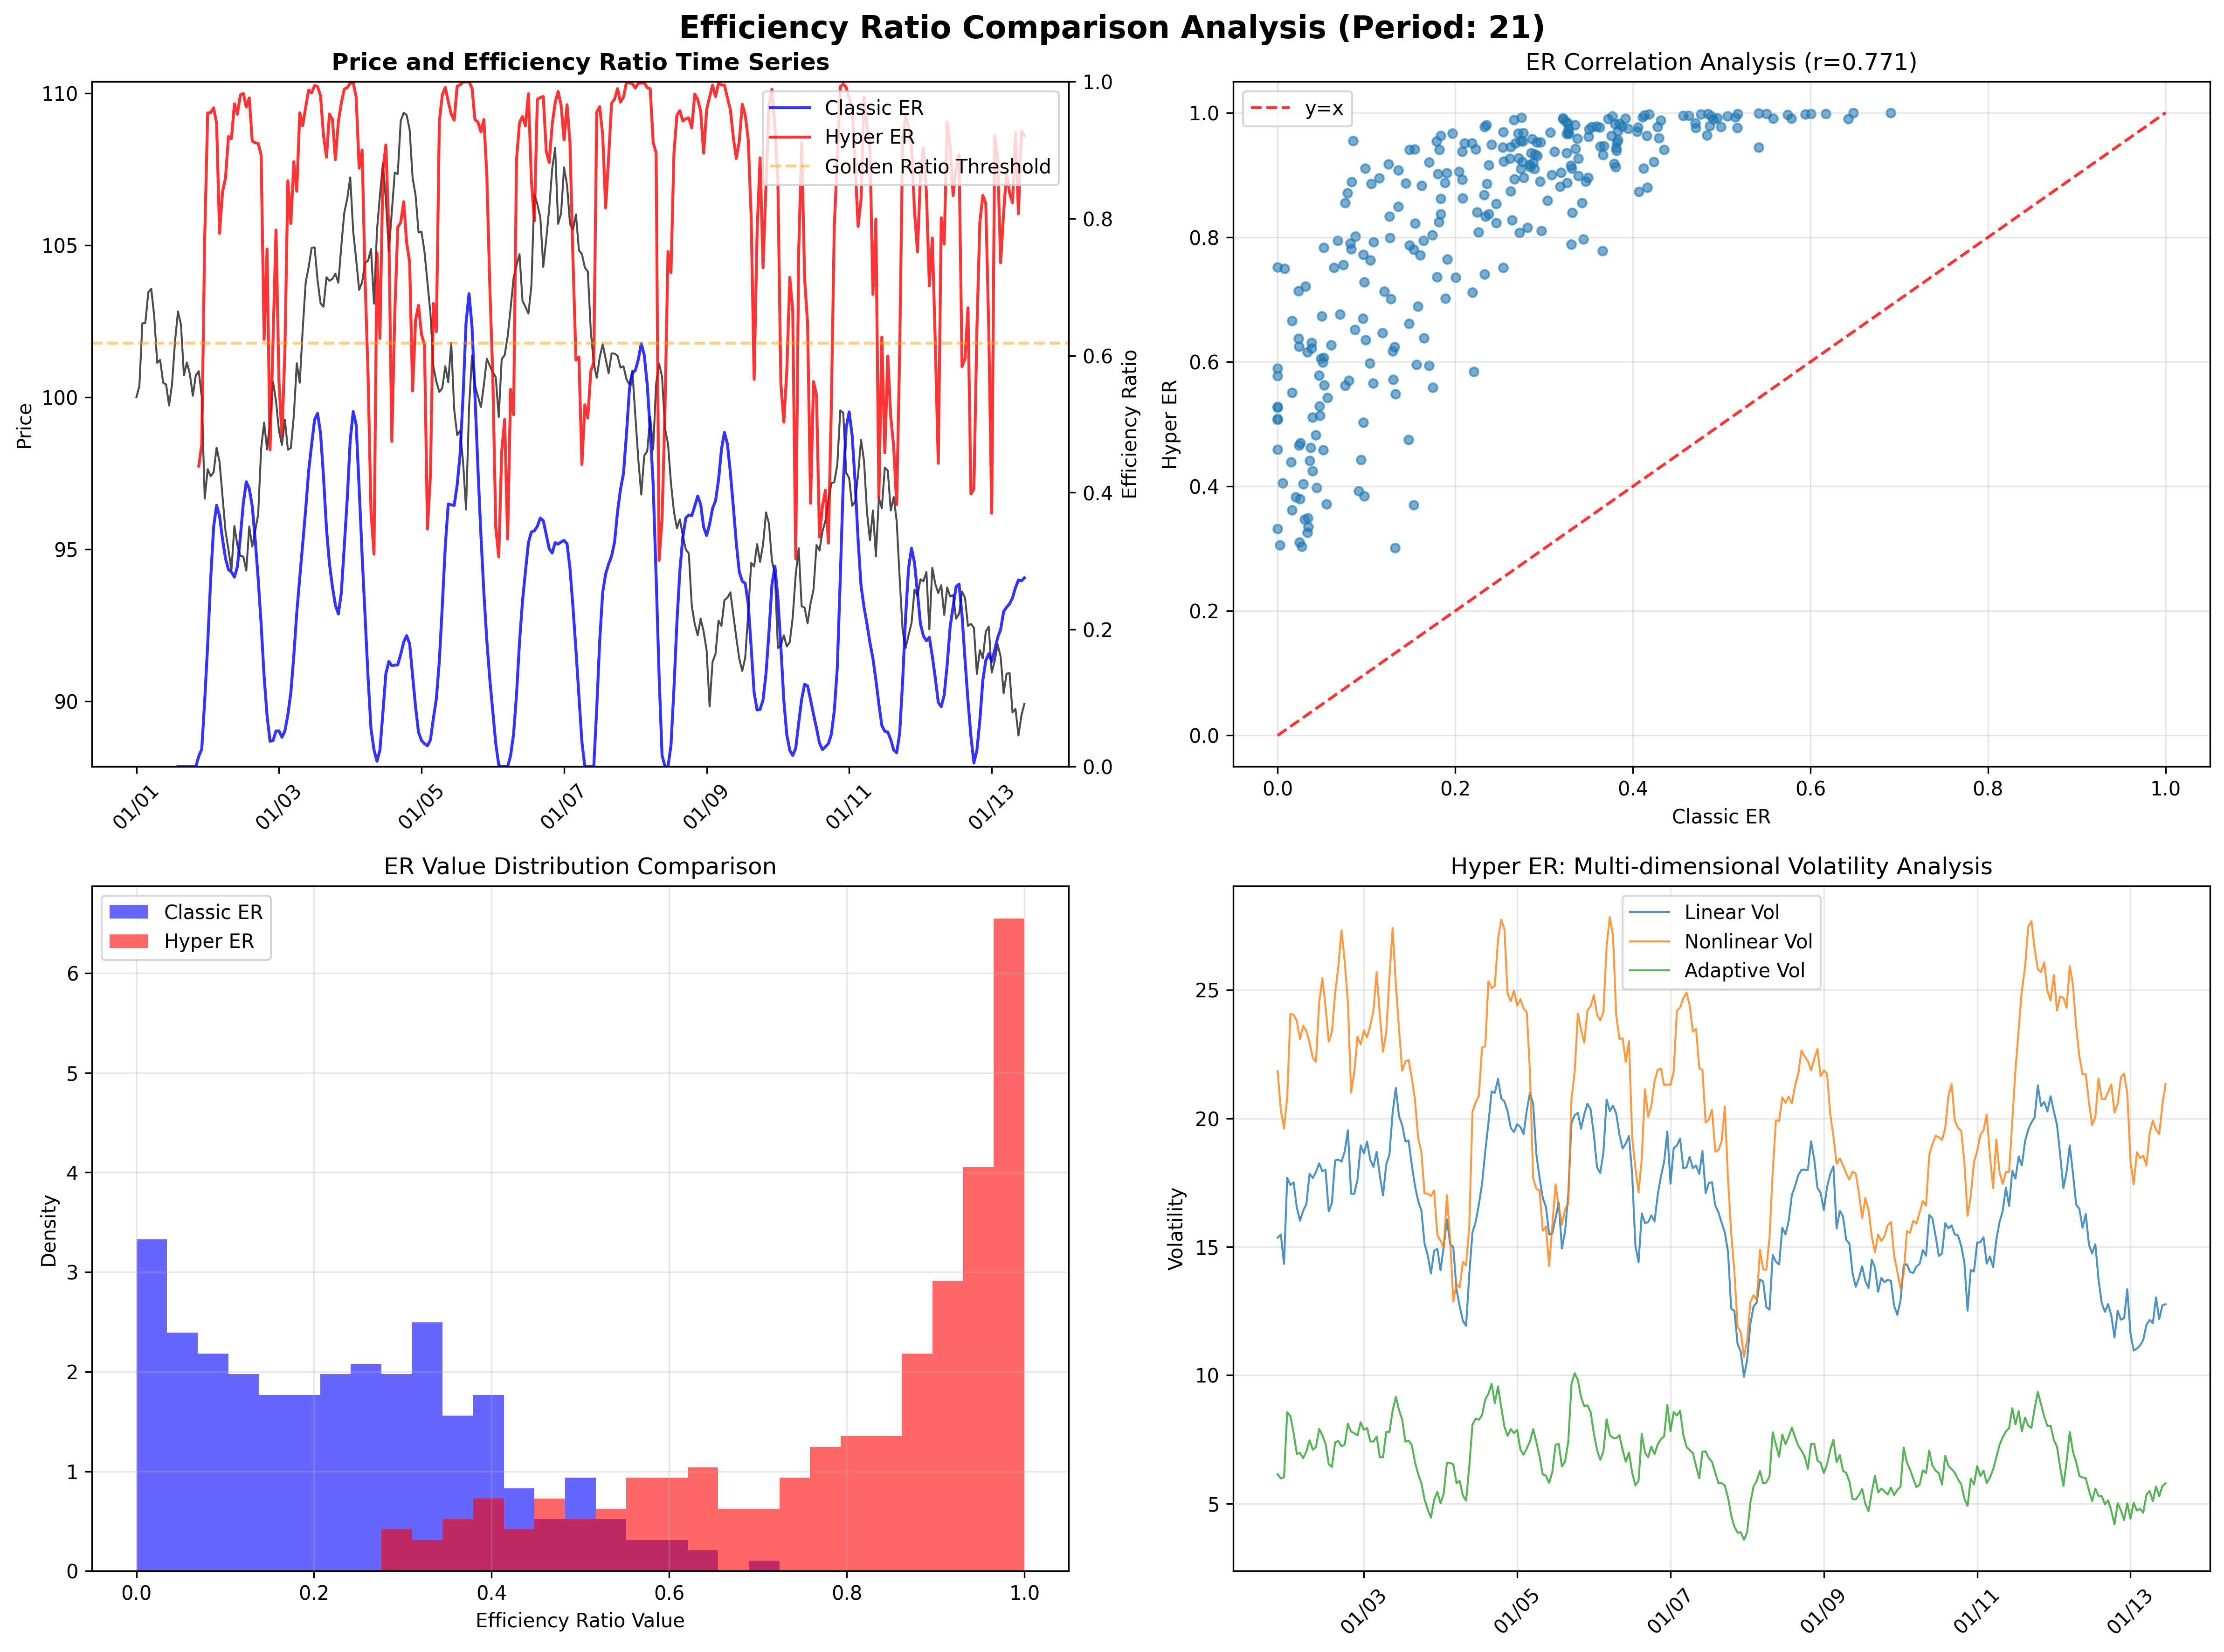 Efficiency Ratio Comparison Analysis (Period: 21)
Price and Efficiency Ratio Time Series
Classic ER
Hyper ER
Golden Ratio Threshold
Price
110
105
100
95
90
Efficiency Ratio
1.0
0.8
0.6
0.4
0.2
0.0
01/01
01/03
01/05
01/07
01/09
01/11
01/13
ER Correlation Analysis (r=0.771)
y=x
Hyper ER
1.0
0.8
0.6
0.4
0.2
0.0
0.0
0.2
0.4
0.6
0.8
1.0
Classic ER
ER Value Distribution Comparison
Classic ER
Hyper ER
Density
6
5
4
3
2
1
0
0.0
0.2
0.4
0.6
0.8
1.0
Efficiency Ratio Value
Hyper ER: Multi-dimensional Volatility Analysis
Linear Vol
Nonlinear Vol
Adaptive Vol
Volatility
25
20
15
10
5
01/03
01/05
01/07
01/09
01/11
01/13